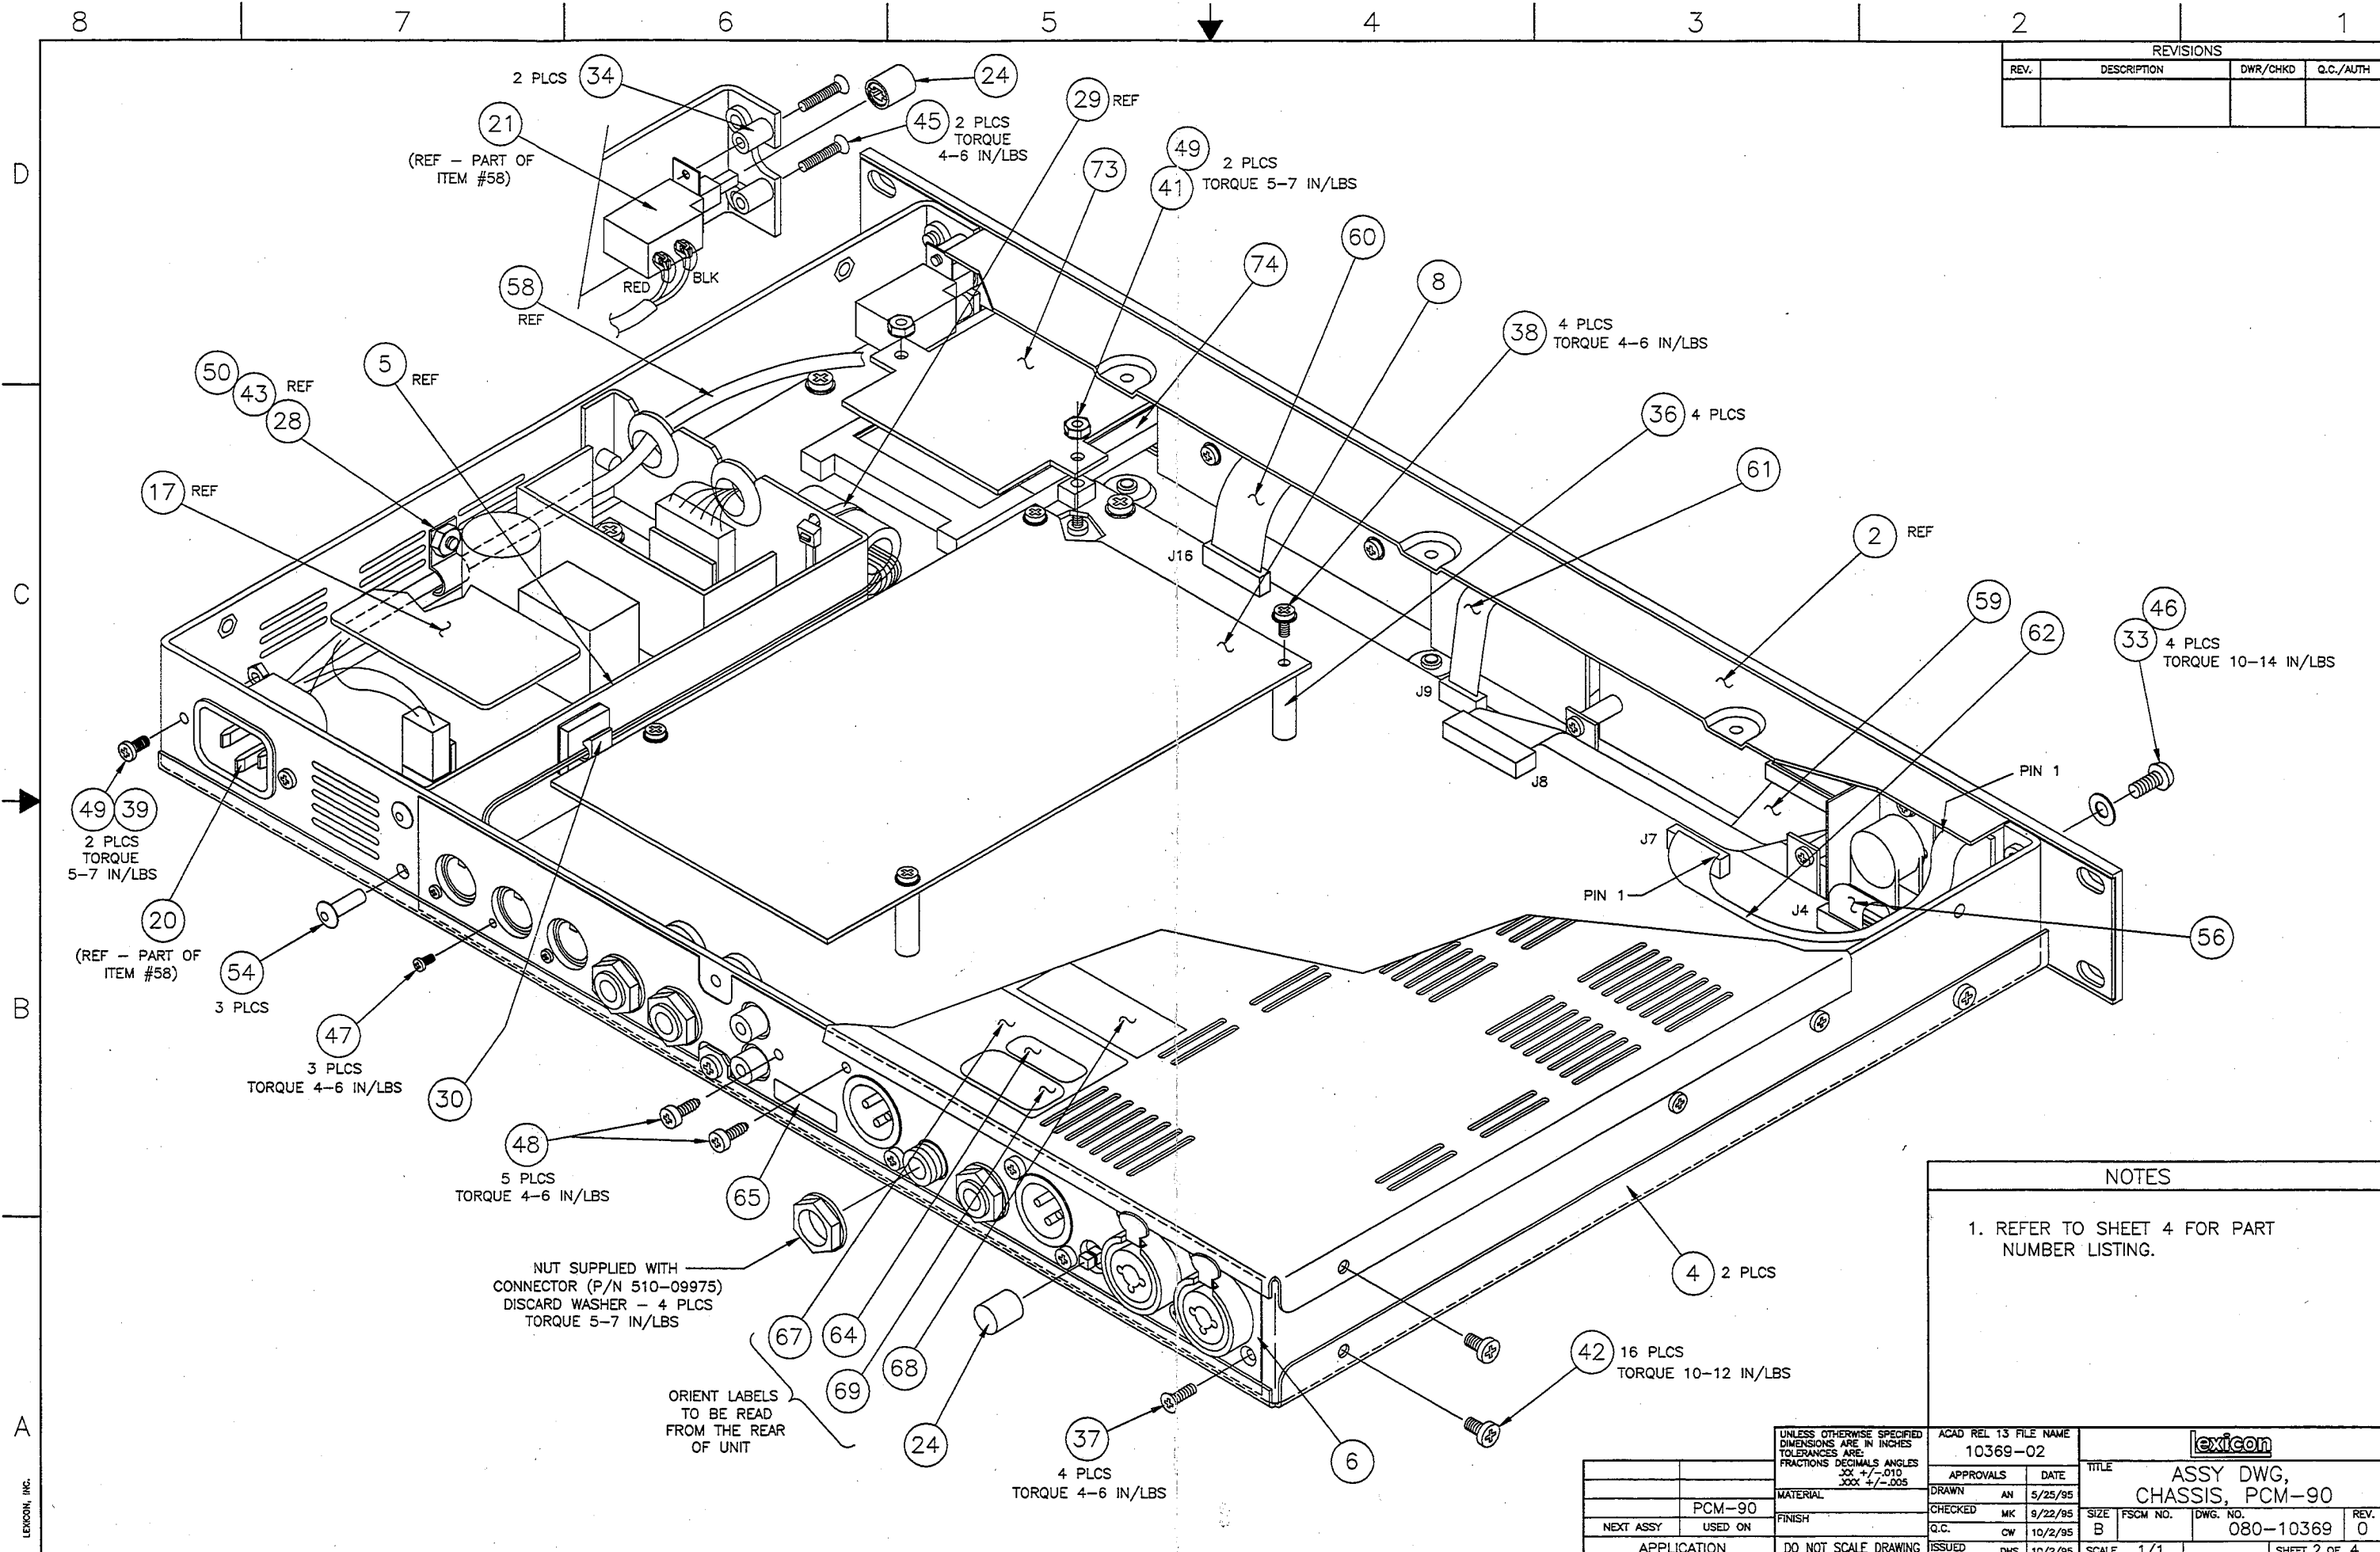 8 7 6 5 4 3 2 1
D
C
B
A
REVISIONS
REV. DESCRIPTION DWR/CHKD Q.C./AUTH
2 PLCS 34
24
21
(REF – PART OF
ITEM #58)
45 2 PLCS
TORQUE
4–6 IN/LBS
RED
BLK
29 REF
73
49
41
2 PLCS
TORQUE 5–7 IN/LBS
60
74
8
58
REF
38 4 PLCS
TORQUE 4–6 IN/LBS
50
43 REF
28
5 REF
36 4 PLCS
61
17 REF
2 REF
J16
59
62
46
33 4 PLCS
TORQUE 10–14 IN/LBS
J9
J8
PIN 1
J7
PIN 1
J4
56
49 39
2 PLCS
TORQUE
5–7 IN/LBS
20
(REF – PART OF
ITEM #58)
54
3 PLCS
47
3 PLCS
TORQUE 4–6 IN/LBS
30
48
5 PLCS
TORQUE 4–6 IN/LBS
65
NUT SUPPLIED WITH
CONNECTOR (P/N 510–09975)
DISCARD WASHER – 4 PLCS
TORQUE 5–7 IN/LBS
67
64
69
68
ORIENT LABELS
TO BE READ
FROM THE REAR
OF UNIT
24
37
4 PLCS
TORQUE 4–6 IN/LBS
6
4 2 PLCS
42 16 PLCS
TORQUE 10–12 IN/LBS
NOTES
1. REFER TO SHEET 4 FOR PART
NUMBER LISTING.
LEXICON, INC.
PCM–90
NEXT ASSY USED ON
APPLICATION
UNLESS OTHERWISE SPECIFIED
DIMENSIONS ARE IN INCHES
TOLERANCES ARE:
FRACTIONS DECIMALS ANGLES
.XX +/–.010
.XXX +/–.005
MATERIAL
FINISH
DO NOT SCALE DRAWING
ACAD REL 13 FILE NAME
10369–02
APPROVALS DATE
DRAWN AN 5/25/95
CHECKED MK 9/22/95
Q.C. CW 10/2/95
ISSUED
lexicon
TITLE
ASSY DWG,
CHASSIS, PCM–90
SIZE FSCM NO. DWG. NO. REV.
B 080–10369 0
SCALE 1/1 SHEET 2 OF 4